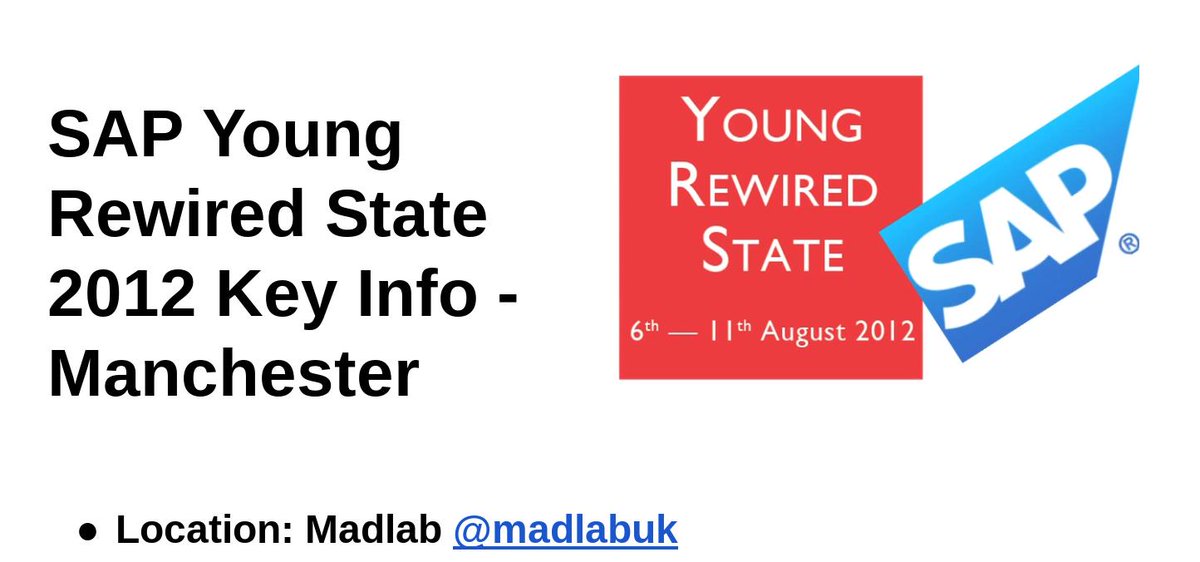 SAP Young
Rewired State
2012 Key Info -
Manchester
YOUNG
REWIRED
STATE
6th — 11th August 2012
SAP®
● Location: Madlab @madlabuk